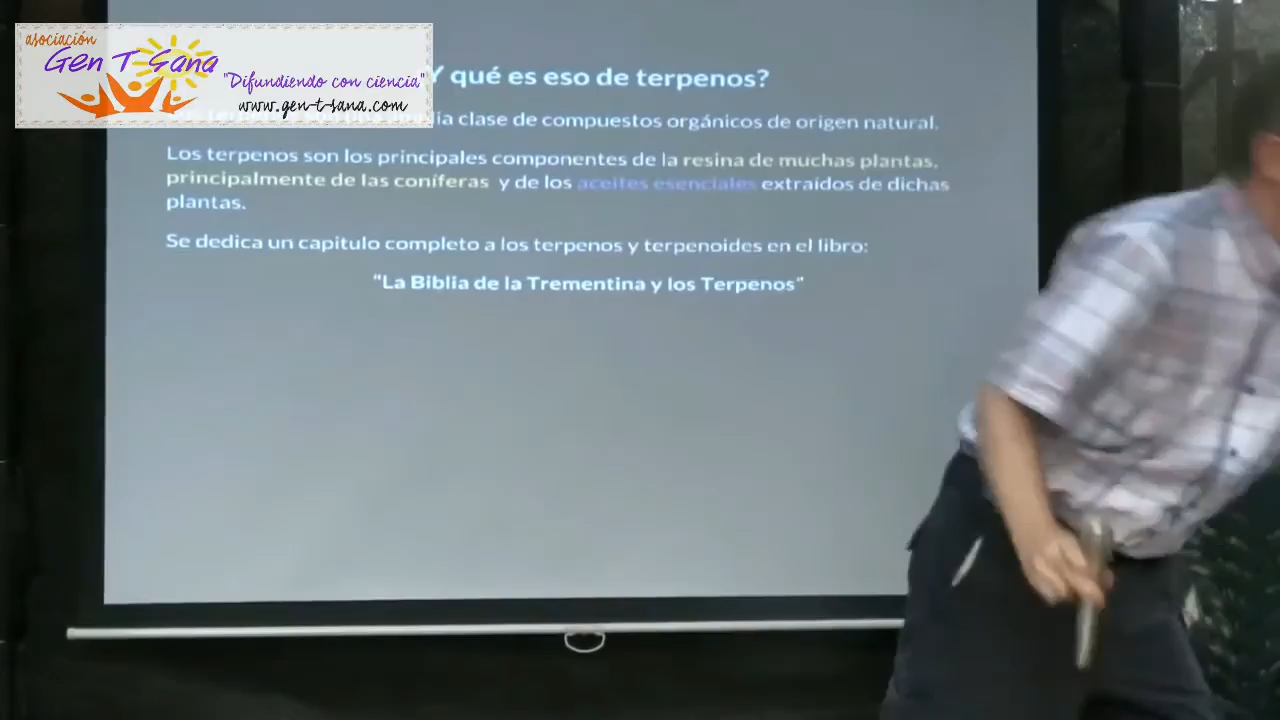 asociación
Gen T Sana
"Difundiendo con ciencia"
www.gen-t-sana.com
Y qué es eso de terpenos?
clase de compuestos orgánicos de origen natural.
Los terpenos son los principales componentes de la resina de muchas plantas,
principalmente de las coníferas y de los aceites esenciales extraídos de dichas
plantas.
Se dedica un capitulo completo a los terpenos y terpenoides en el libro:
"La Biblia de la Trementina y los Terpenos"